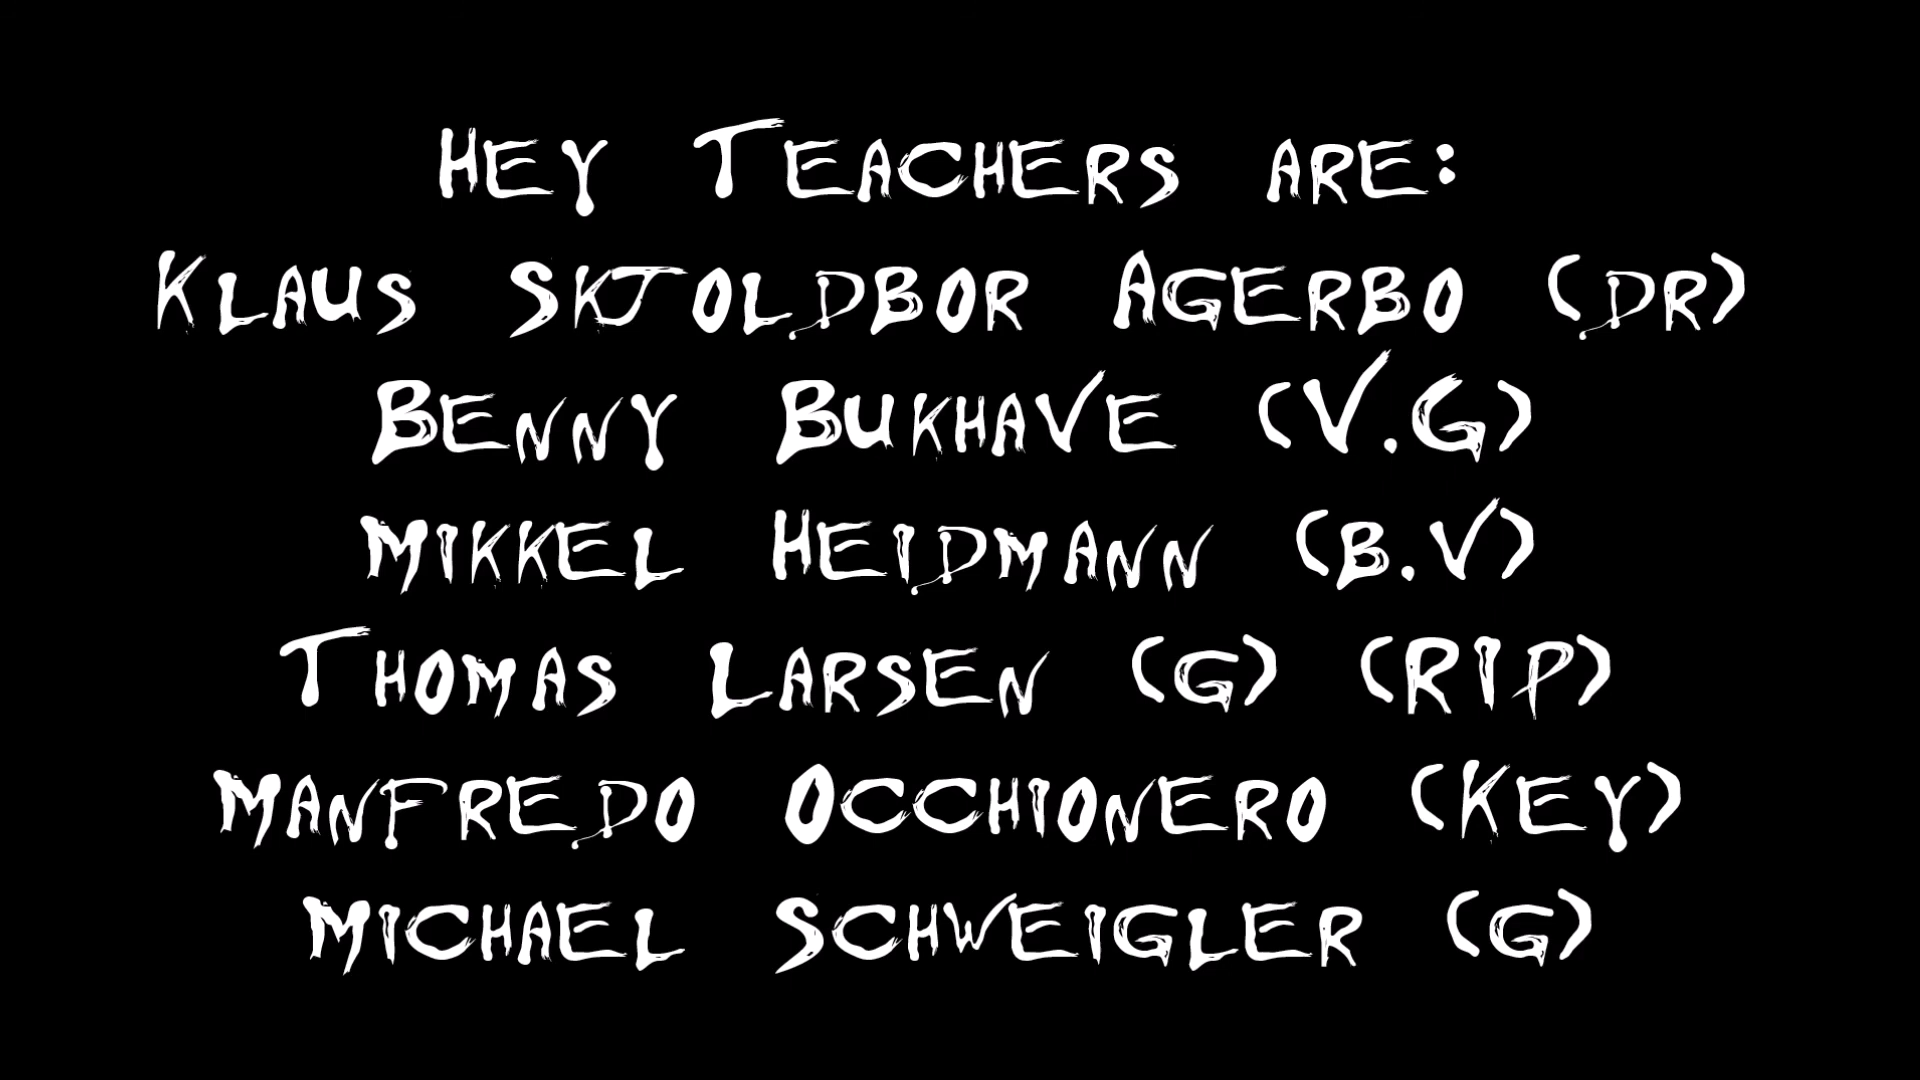 Hey Teachers are:
Klaus Skjoldbor Agerbo (dr)
Benny Bukhave (V.G)
Mikkel Heidmann (b.v)
Thomas Larsen (g) (RIP)
Manfredo Occhionero (Key)
Michael Schweigler (g)